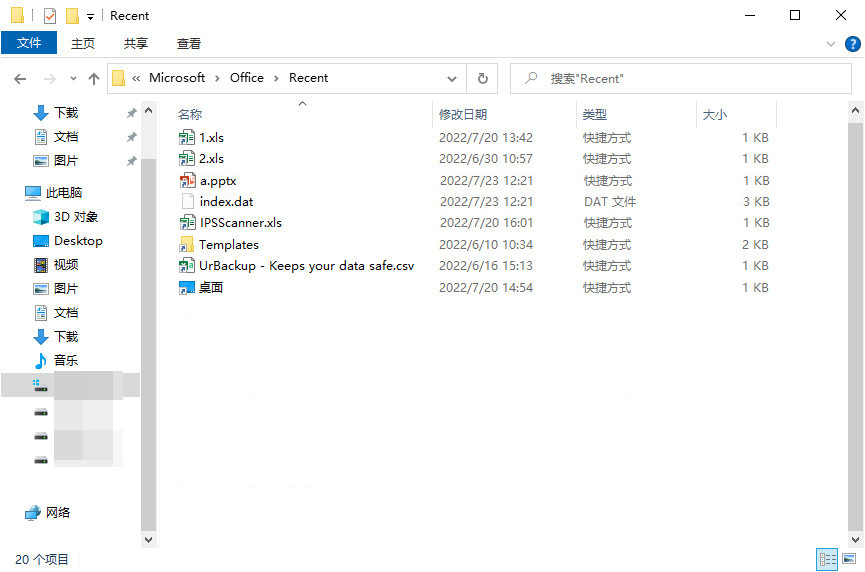 Recent
文件 主页 共享 查看
« Microsoft › Office › Recent 搜索"Recent"
下载
文档
图片
此电脑
3D 对象
Desktop
视频
图片
文档
下载
音乐
网络
名称 修改日期 类型 大小
1.xls 2022/7/20 13:42 快捷方式 1 KB
2.xls 2022/6/30 10:57 快捷方式 1 KB
a.pptx 2022/7/23 12:21 快捷方式 1 KB
index.dat 2022/7/23 12:21 DAT 文件 3 KB
IPSScanner.xls 2022/7/20 16:01 快捷方式 1 KB
Templates 2022/6/10 10:34 快捷方式 2 KB
UrBackup - Keeps your data safe.csv 2022/6/16 15:13 快捷方式 1 KB
桌面 2022/7/20 14:54 快捷方式 1 KB
20 个项目